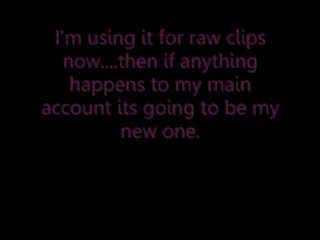 I'm using it for raw clips
now....then if anything
happens to my main
account its going to be my
new one.